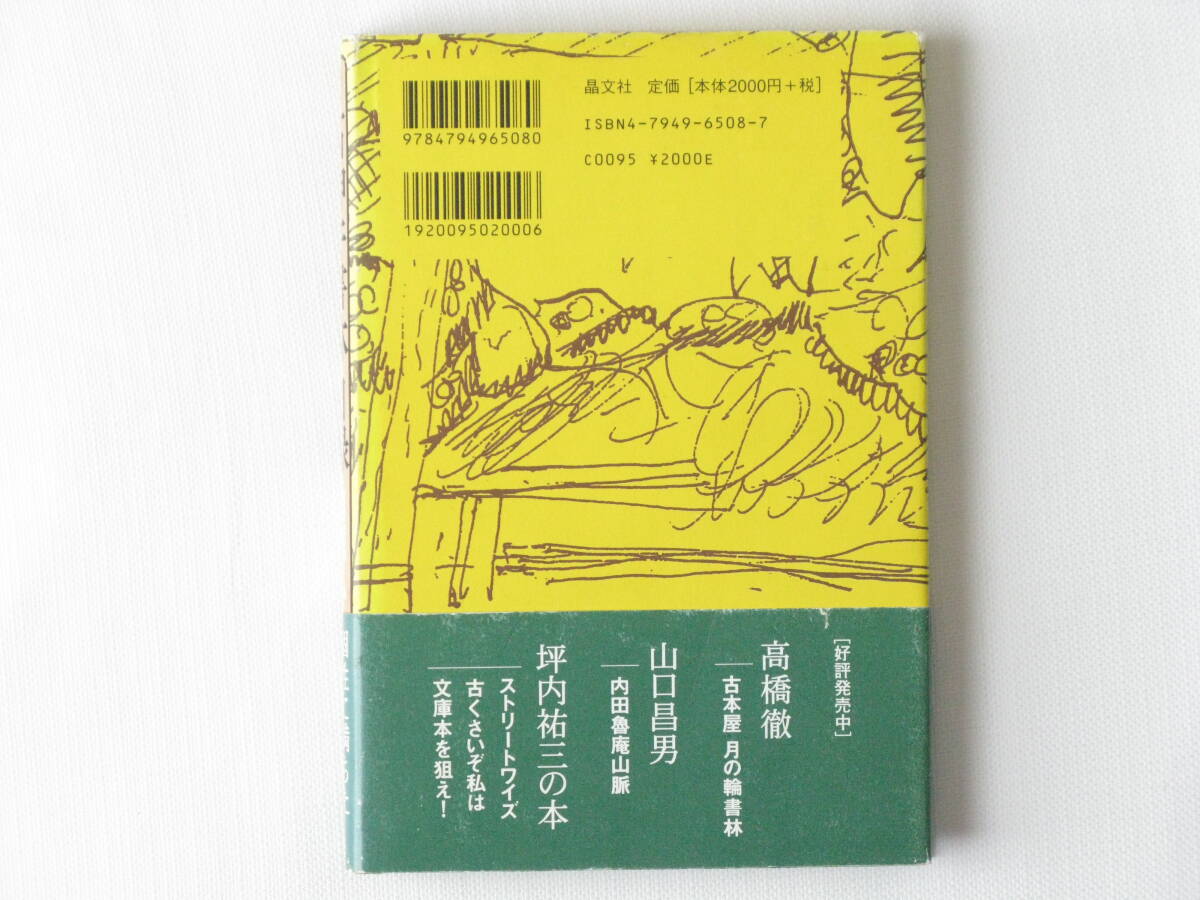 晶文社 定価［本体2000円＋税］
ISBN4-7949-6508-7
C0095 ¥2000E
9784794965080
1920095020006
［好評発売中］
高橋徹
──古本屋 月の輪書林
山口昌男
──内田魯庵山脈
坪内祐三の本
──ストリートワイズ
古くさいぞ私は
文庫本を狙え！